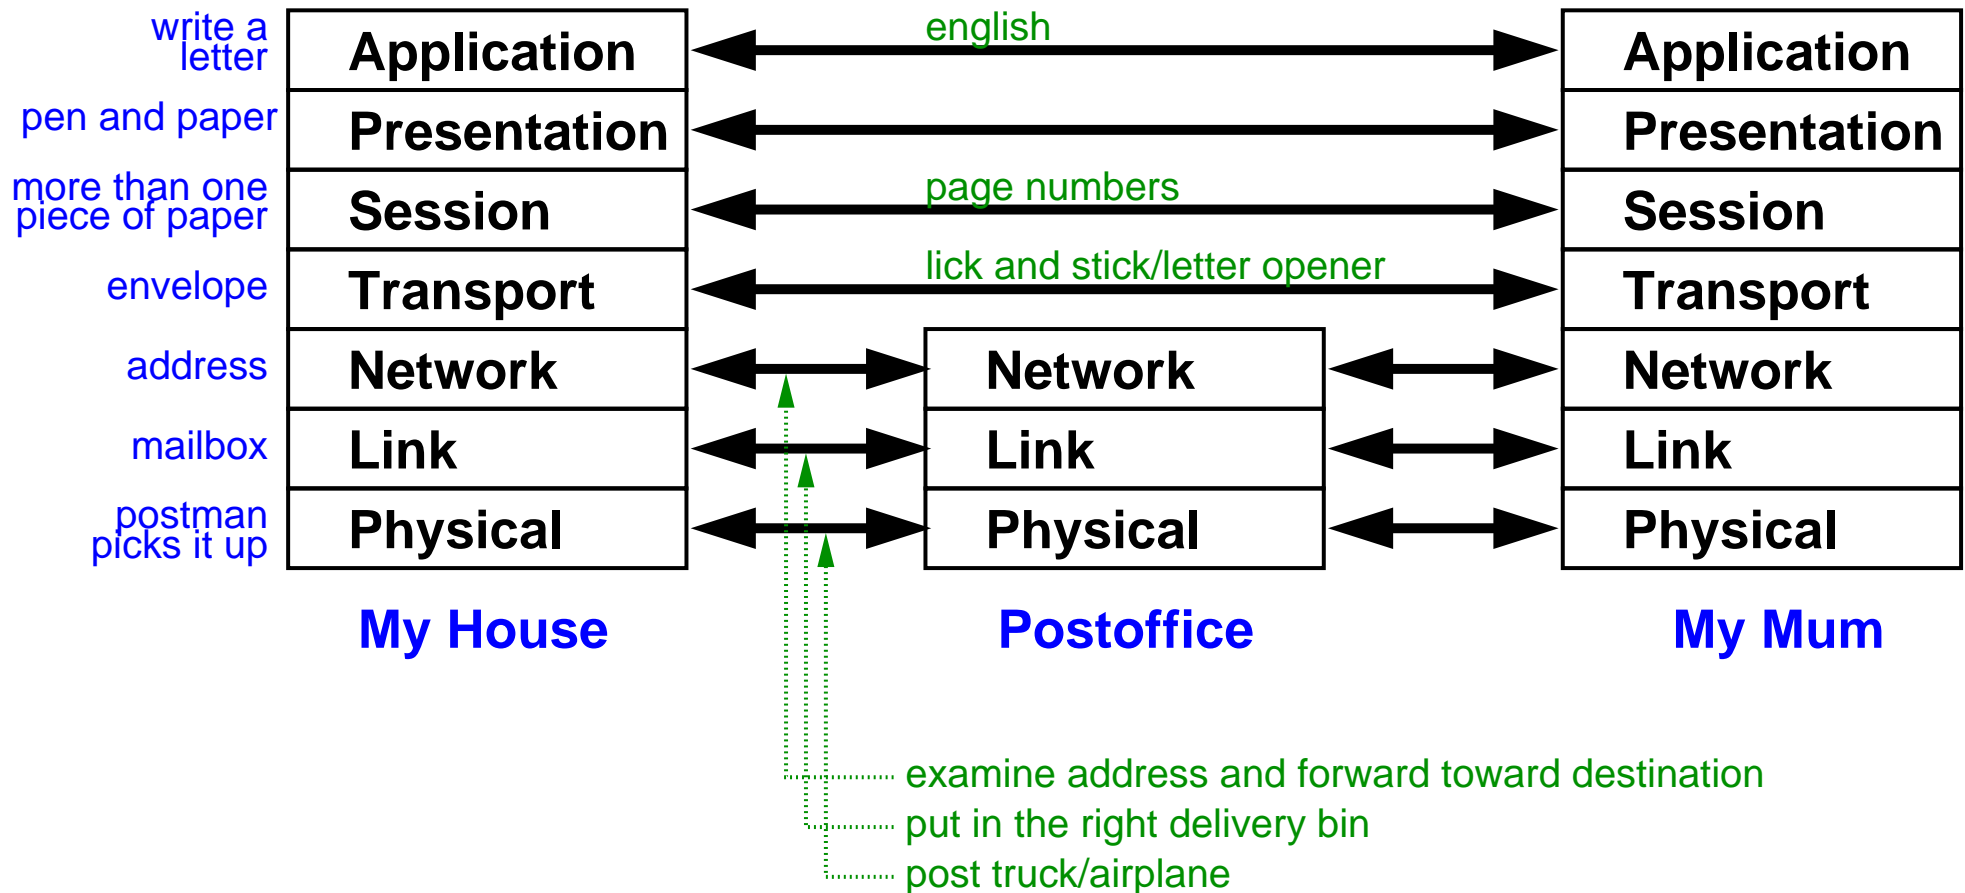 write a
letter
Application
english
Application
pen and paper
Presentation
Presentation
more than one
piece of paper
Session
page numbers
Session
envelope
Transport
lick and stick/letter opener
Transport
address
Network
Network
Network
mailbox
Link
Link
Link
postman
picks it up
Physical
Physical
Physical
My House
Postoffice
My Mum
examine address and forward toward destination
put in the right delivery bin
post truck/airplane